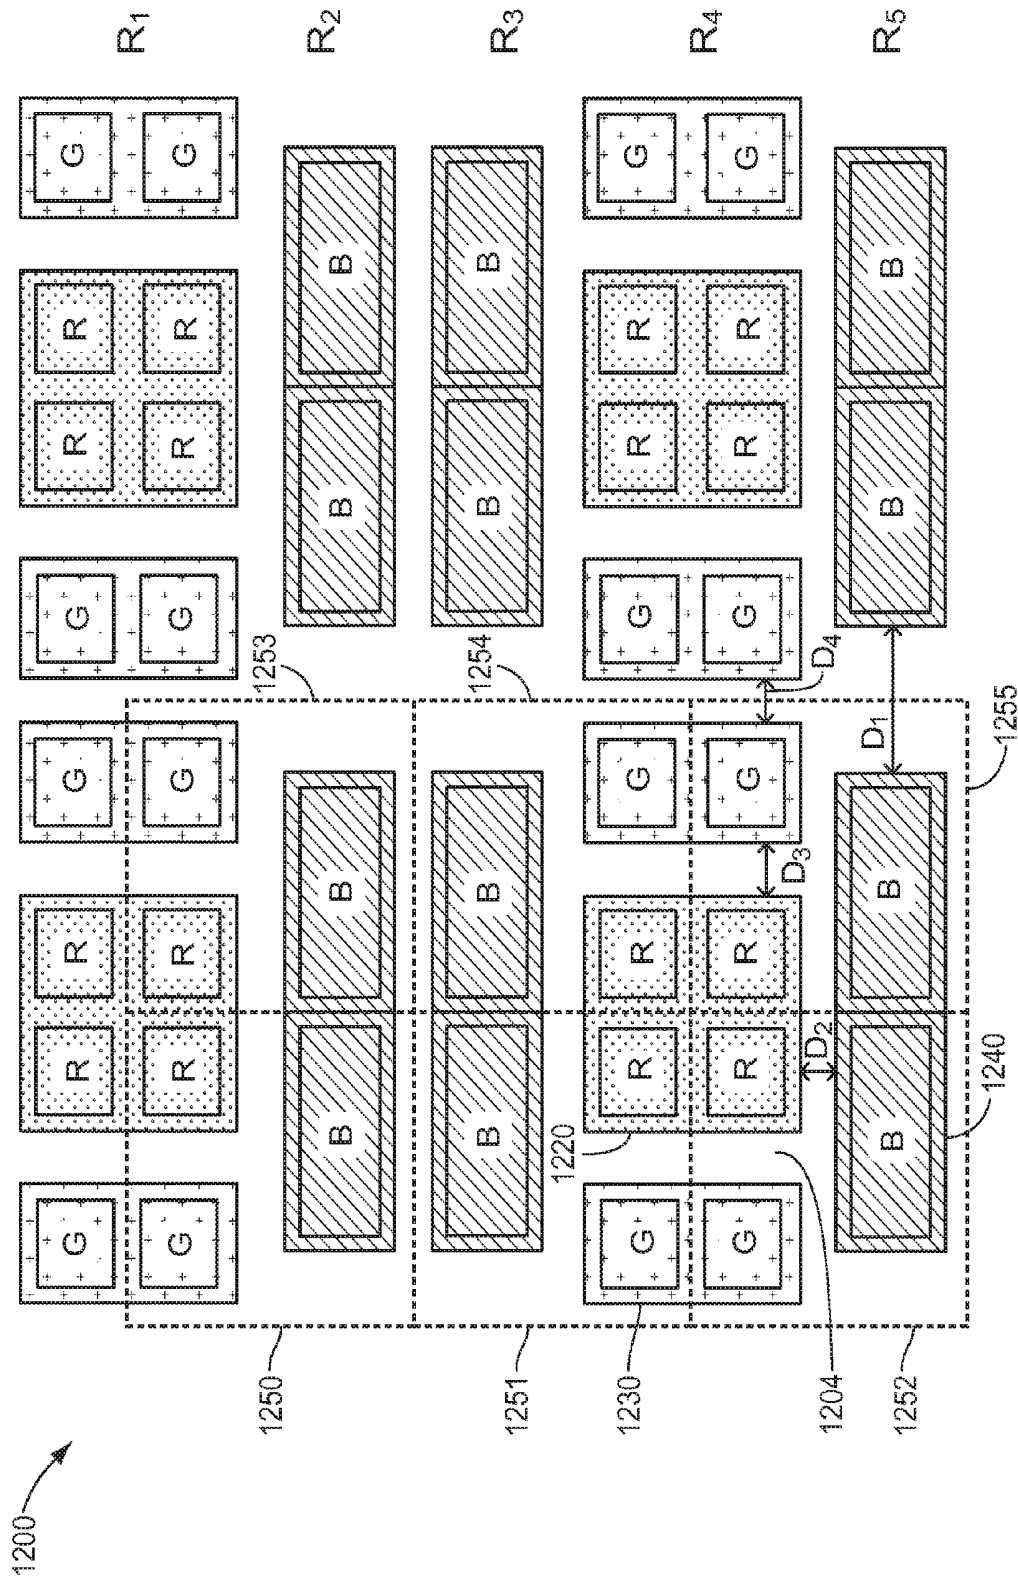 1200
G R R G G R R G
R1
G R R G G R R G
1250
1253
B B B B R2
1251
1254
B B B B R3
1220
1230
G R R G G R R G
R4
G R R G G R R G
D3
D2
D4
1204
D1
B B B B R5
1252
1240
1255